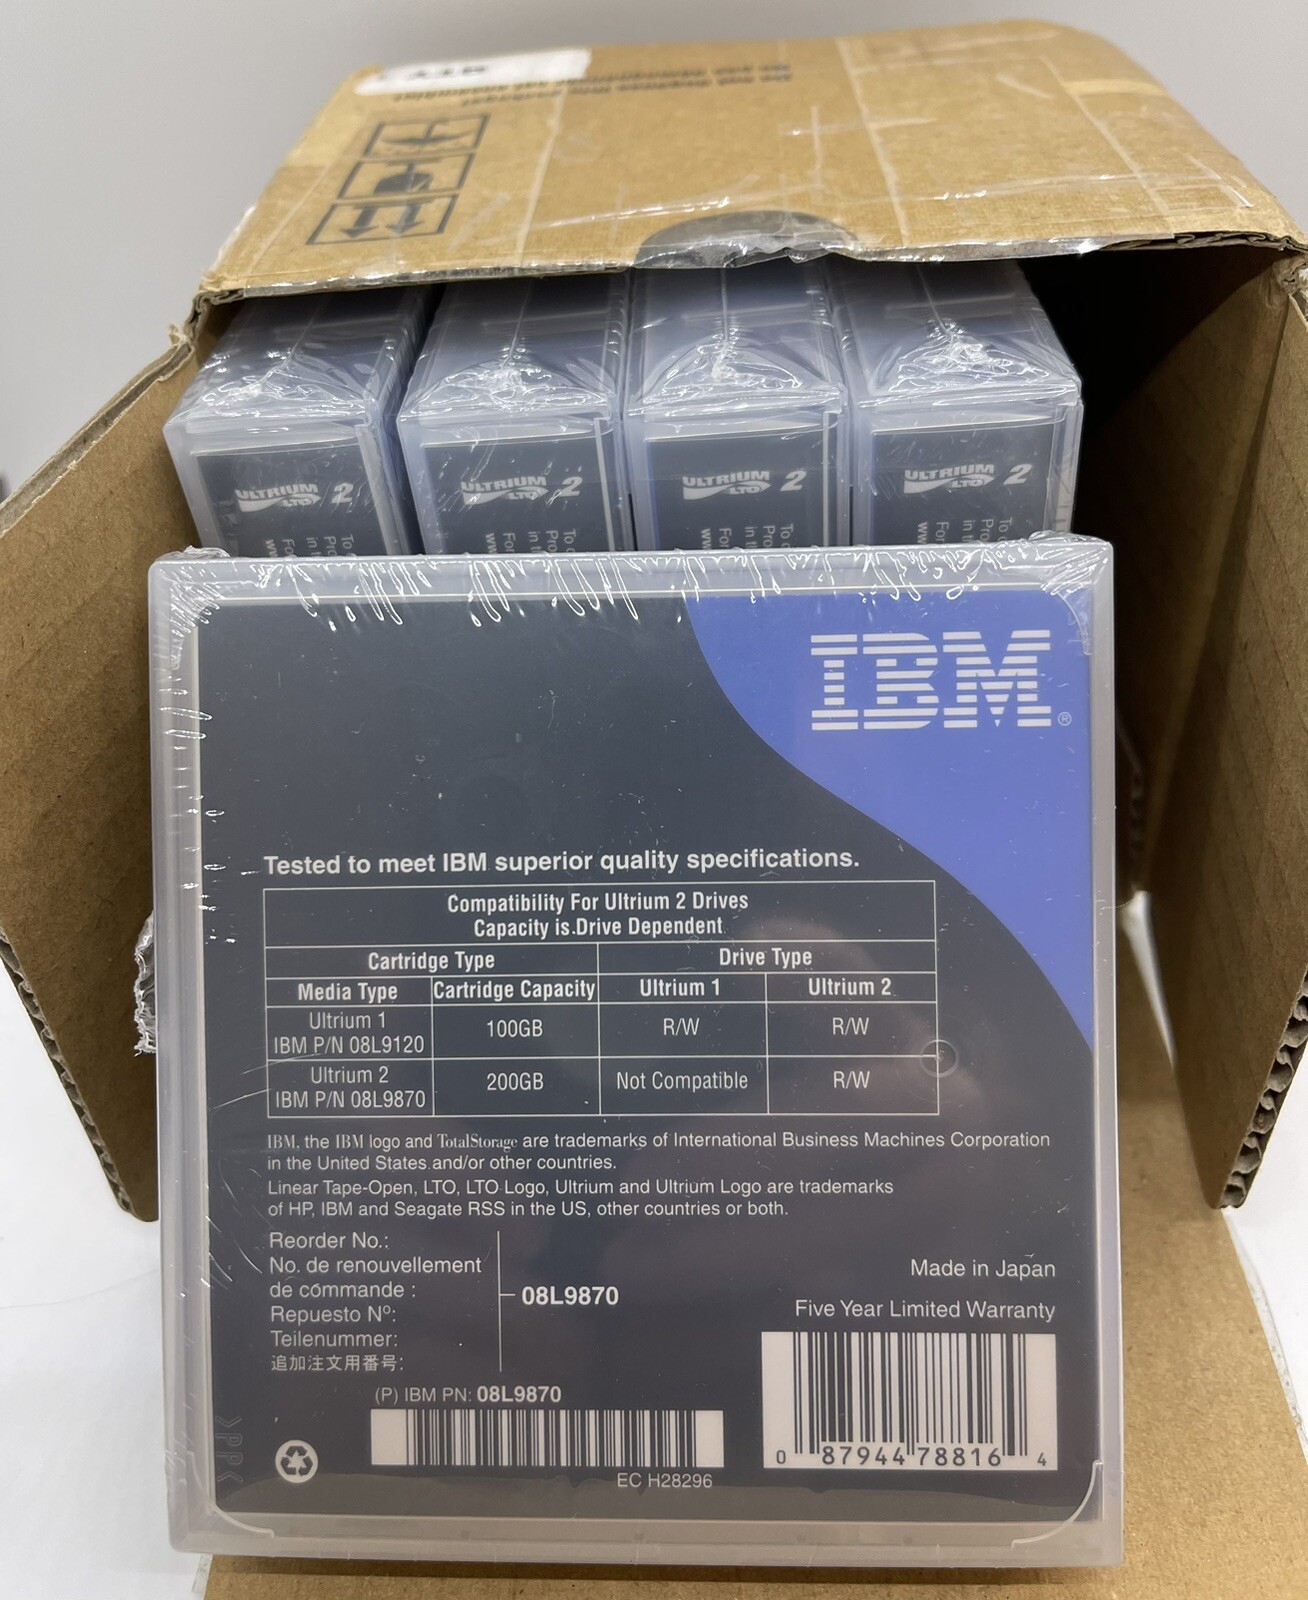 ULTRIUM LTO 2
ULTRIUM LTO 2
ULTRIUM LTO 2
ULTRIUM LTO 2
IBM®
Tested to meet IBM superior quality specifications.
Compatibility For Ultrium 2 Drives
Capacity is Drive Dependent
Cartridge Type Drive Type
Media Type Cartridge Capacity Ultrium 1 Ultrium 2
Ultrium 1
IBM P/N 08L9120 100GB R/W R/W
Ultrium 2
IBM P/N 08L9870 200GB Not Compatible R/W
IBM, the IBM logo and TotalStorage are trademarks of International Business Machines Corporation
in the United States and/or other countries.
Linear Tape-Open, LTO, LTO Logo, Ultrium and Ultrium Logo are trademarks
of HP, IBM and Seagate RSS in the US, other countries or both.
Reorder No.:
No. de renouvellement
de commande :
Repuesto Nº:
Teilenummer:
追加注文用番号:
08L9870
Made in Japan
Five Year Limited Warranty
(P) IBM PN: 08L9870
EC H28296
0 87944 78816 4